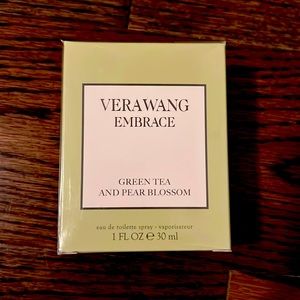 VERAWANG
EMBRACE
GREEN TEA
AND PEAR BLOSSOM
eau de toilette spray - vaporisateur
1 FL OZ ℮ 30 ml